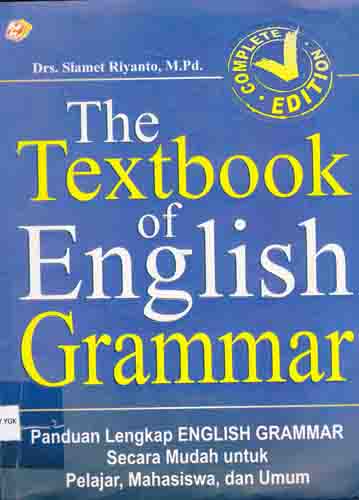 Drs. Slamet Riyanto, M.Pd.
COMPLETE EDITION
The
Textbook
of
English
Grammar
YOK
Panduan Lengkap ENGLISH GRAMMAR
Secara Mudah untuk
Pelajar, Mahasiswa, dan Umum